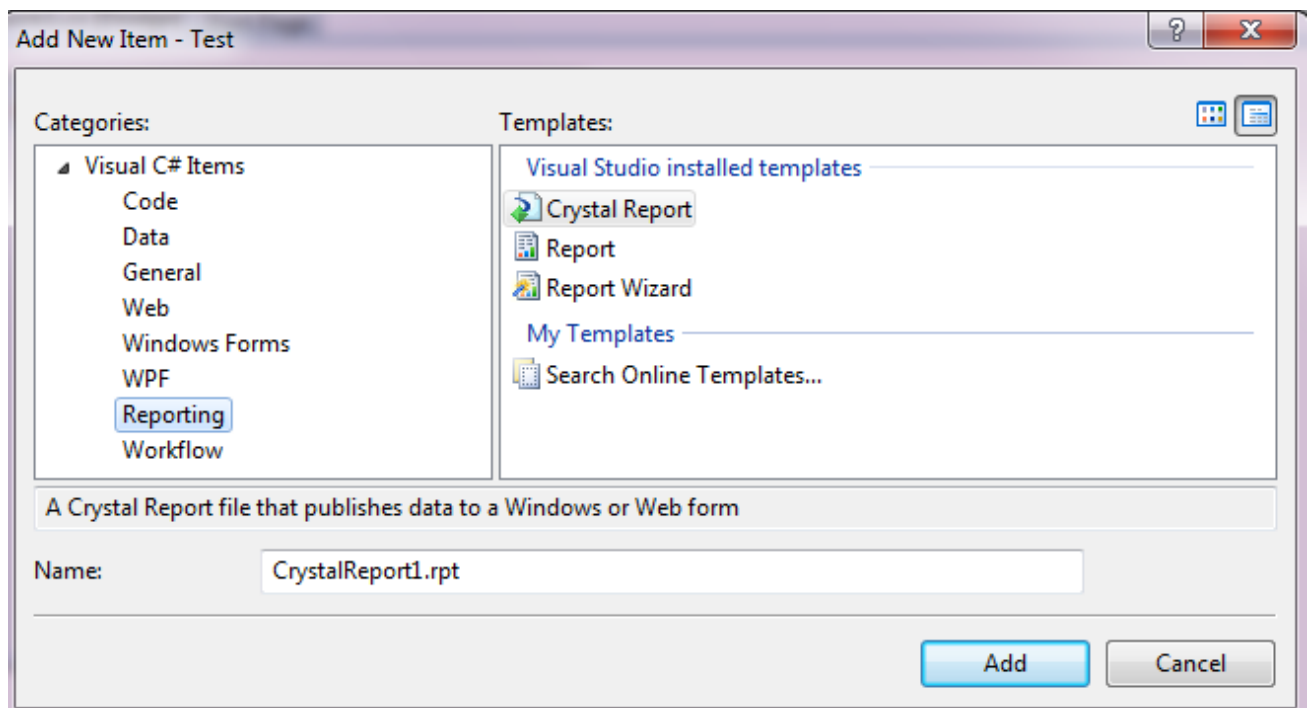 Add New Item - Test
Categories:
Templates:
Visual C# Items
Code
Data
General
Web
Windows Forms
WPF
Reporting
Workflow
Visual Studio installed templates
Crystal Report
Report
Report Wizard
My Templates
Search Online Templates...
A Crystal Report file that publishes data to a Windows or Web form
Name:
CrystalReport1.rpt
Add
Cancel